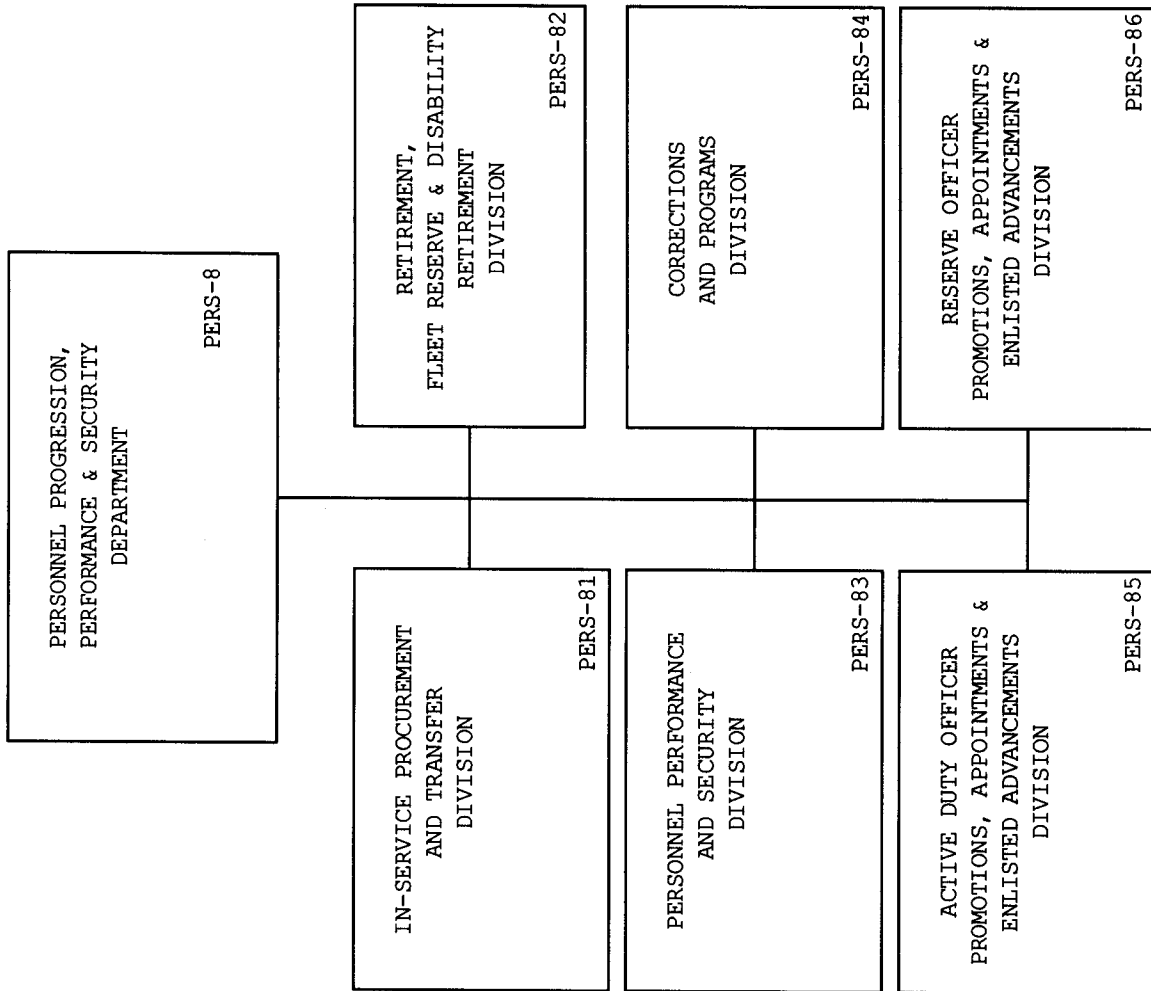 PERSONNEL PROGRESSION,
PERFORMANCE & SECURITY
DEPARTMENT
PERS-8
IN-SERVICE PROCUREMENT
AND TRANSFER
DIVISION
PERS-81
RETIREMENT,
FLEET RESERVE & DISABILITY
RETIREMENT
DIVISION
PERS-82
PERSONNEL PERFORMANCE
AND SECURITY
DIVISION
PERS-83
CORRECTIONS
AND PROGRAMS
DIVISION
PERS-84
ACTIVE DUTY OFFICER
PROMOTIONS, APPOINTMENTS &
ENLISTED ADVANCEMENTS
DIVISION
PERS-85
RESERVE OFFICER
PROMOTIONS, APPOINTMENTS &
ENLISTED ADVANCEMENTS
DIVISION
PERS-86